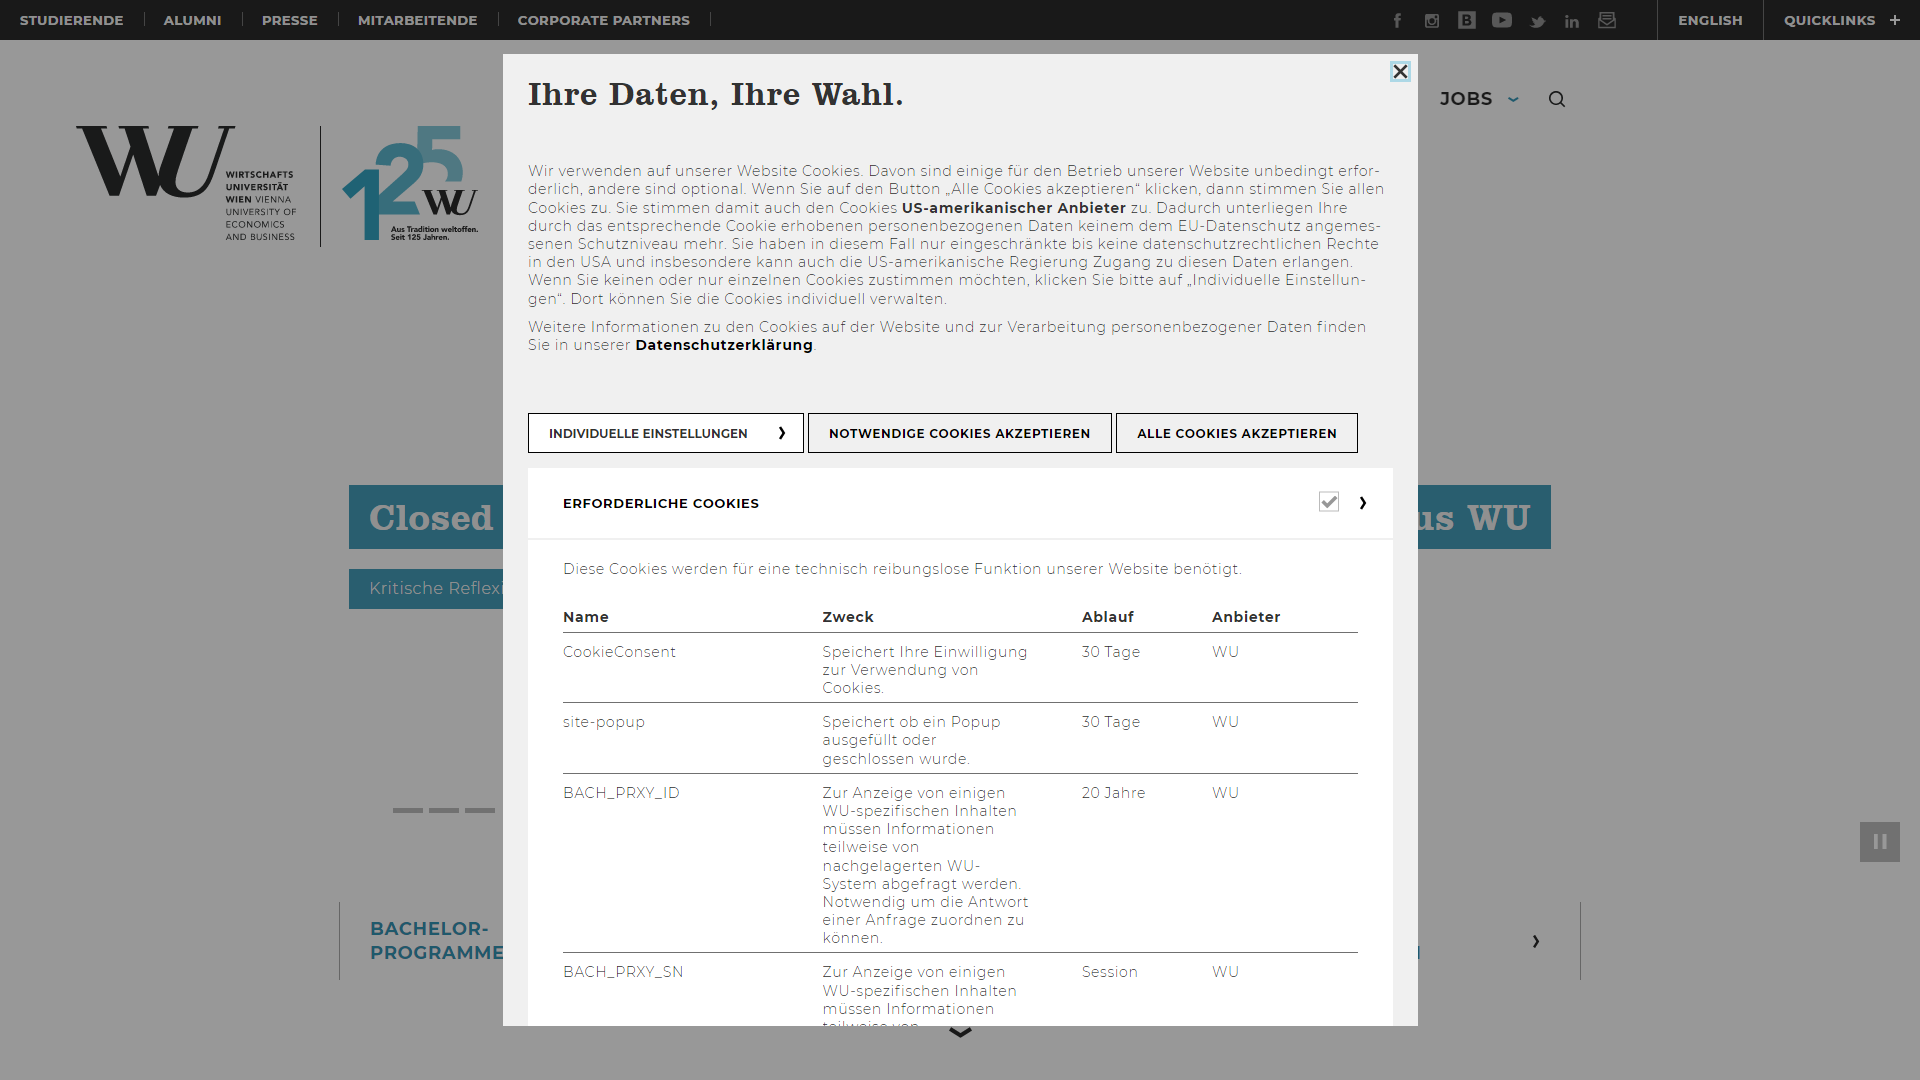 STUDIERENDE
ALUMNI
PRESSE
MITARBEITENDE
CORPORATE PARTNERS
ENGLISH
QUICKLINKS
JOBS
WU
WIRTSCHAFTS
UNIVERSITÄT
WIEN VIENNA
UNIVERSITY OF
ECONOMICS
AND BUSINESS
125
WU
Aus Tradition weltoffen.
Seit 125 Jahren.
Ihre Daten, Ihre Wahl.
Wir verwenden auf unserer Website Cookies. Davon sind einige für den Betrieb unserer Website unbedingt erfor-
derlich, andere sind optional. Wenn Sie auf den Button „Alle Cookies akzeptieren“ klicken, dann stimmen Sie allen
Cookies zu. Sie stimmen damit auch den Cookies US-amerikanischer Anbieter zu. Dadurch unterliegen Ihre
durch das entsprechende Cookie erhobenen personenbezogenen Daten keinem dem EU-Datenschutz angemes-
senen Schutzniveau mehr. Sie haben in diesem Fall nur eingeschränkte bis keine datenschutzrechtlichen Rechte
in den USA und insbesondere kann auch die US-amerikanische Regierung Zugang zu diesen Daten erlangen.
Wenn Sie keinen oder nur einzelnen Cookies zustimmen möchten, klicken Sie bitte auf „Individuelle Einstellun-
gen“. Dort können Sie die Cookies individuell verwalten.
Weitere Informationen zu den Cookies auf der Website und zur Verarbeitung personenbezogener Daten finden
Sie in unserer Datenschutzerklärung.
INDIVIDUELLE EINSTELLUNGEN
NOTWENDIGE COOKIES AKZEPTIEREN
ALLE COOKIES AKZEPTIEREN
ERFORDERLICHE COOKIES
Diese Cookies werden für eine technisch reibungslose Funktion unserer Website benötigt.
Name Zweck Ablauf Anbieter
CookieConsent Speichert Ihre Einwilligung 30 Tage WU
zur Verwendung von
Cookies.
site-popup Speichert ob ein Popup 30 Tage WU
ausgefüllt oder
geschlossen wurde.
BACH_PRXY_ID Zur Anzeige von einigen 20 Jahre WU
WU-spezifischen Inhalten
müssen Informationen
teilweise von
nachgelagerten WU-
System abgefragt werden.
Notwendig um die Antwort
einer Anfrage zuordnen zu
können.
BACH_PRXY_SN Zur Anzeige von einigen Session WU
WU-spezifischen Inhalten
müssen Informationen
teilweise von
Closed
us WU
Kritische Reflexi
BACHELOR-
PROGRAMME